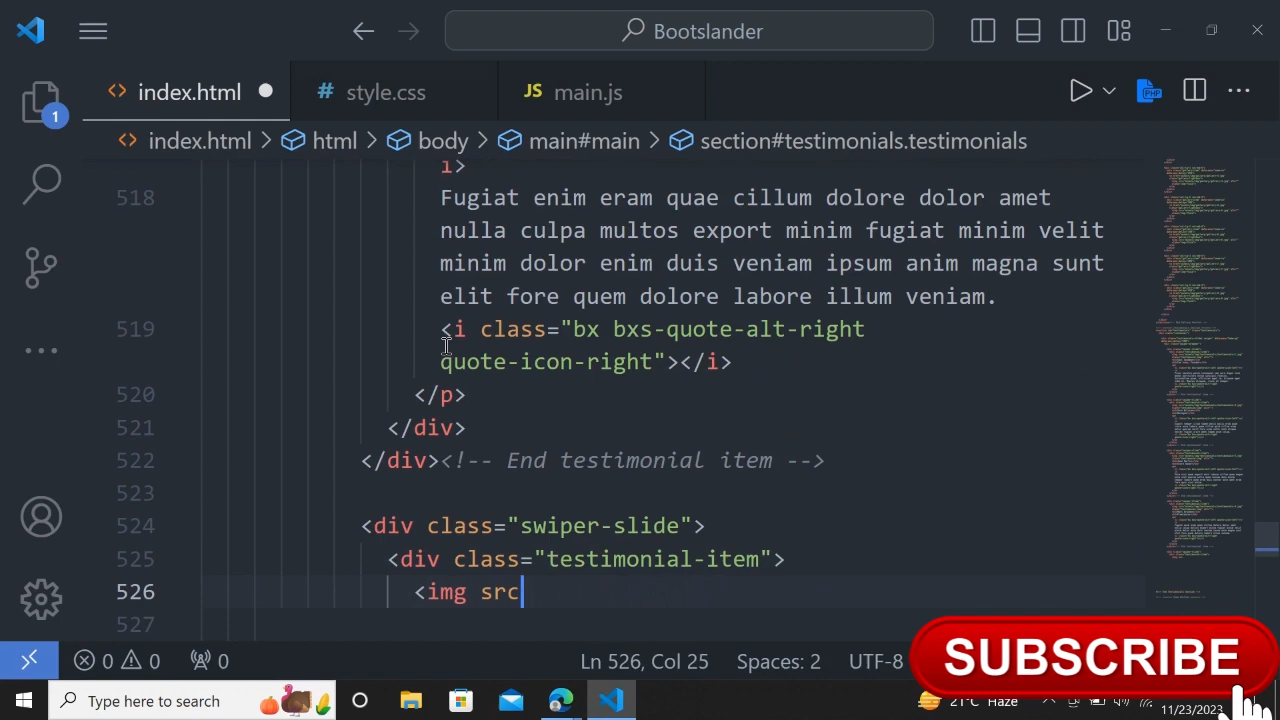 Bootslander
index.html
# style.css
JS main.js
PHP
1
index.html > html > body > main#main > section#testimonials.testimonials
i>
518 Fugiat enim eram quae cillum dolore dolor amet
nulla culpa multos export minim fugiat minim velit
minim dolor enim duis veniam ipsum anim magna sunt
elit fore quem dolore labore illum veniam.
519 <i class="bx bxs-quote-alt-right
quote-icon-right"></i>
520 </p>
521 </div>
522 </div><!-- End testimonial item -->
523
524 <div class="swiper-slide">
525 <div class="testimonial-item">
526 <img src
527
0 0 0 Ln 526, Col 25 Spaces: 2 UTF-8
SUBSCRIBE
Type here to search
21°C Haze
11/23/2023